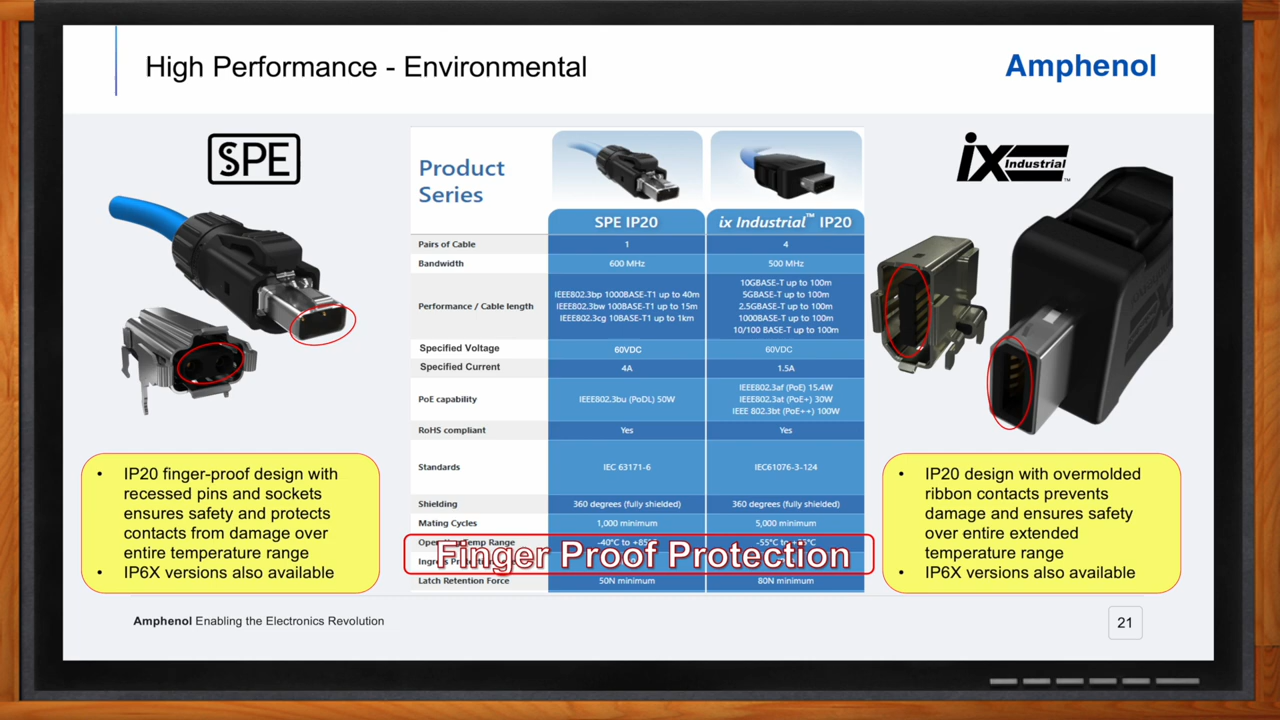 High Performance - Environmental
Amphenol
SPE
Product
Series
SPE IP20
ix Industrial™ IP20
Pairs of Cable 1 4
Bandwidth 600 MHz 500 MHz
Performance / Cable length
IEEE802.3bp 1000BASE-T1 up to 40m
IEEE802.3bw 100BASE-T1 up to 15m
IEEE802.3cg 10BASE-T1 up to 1km
10GBASE-T up to 100m
5GBASE-T up to 100m
2.5GBASE-T up to 100m
1000BASE-T up to 100m
10/100 BASE-T up to 100m
Specified Voltage 60VDC 60VDC
Specified Current 4A 1.5A
PoE capability
IEEE802.3bu (PoDL) 50W
IEEE802.3af (PoE) 15.4W
IEEE802.3at (PoE+) 30W
IEEE 802.3bt (PoE++) 100W
RoHS compliant Yes Yes
Standards IEC 63171-6 IEC61076-3-124
Shielding 360 degrees (fully shielded) 360 degrees (fully shielded)
Mating Cycles 1,000 minimum 5,000 minimum
Temp Range -40°C to
Finger Proof Protection
Latch Retention Force 50N minimum 80N minimum
ix Industrial™
• IP20 finger-proof design with
recessed pins and sockets
ensures safety and protects
contacts from damage over
entire temperature range
• IP6X versions also available
• IP20 design with overmolded
ribbon contacts prevents
damage and ensures safety
over entire extended
temperature range
• IP6X versions also available
Amphenol Enabling the Electronics Revolution
21